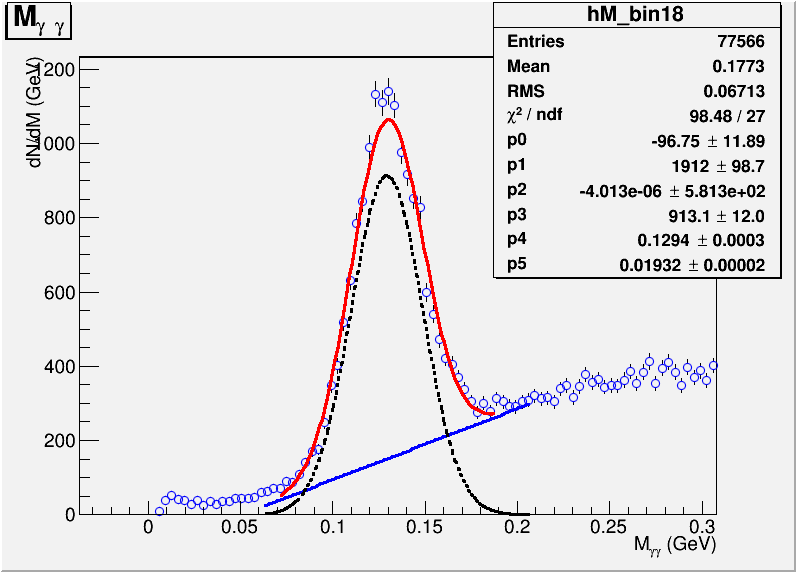 Mγ γ
hM_bin18
Entries 77566
Mean 0.1773
RMS 0.06713
χ² / ndf 98.48 / 27
p0 -96.75 ± 11.89
p1 1912 ± 98.7
p2 -4.013e-06 ± 5.813e+02
p3 913.1 ± 12.0
p4 0.1294 ± 0.0003
p5 0.01932 ± 0.00002
dN/dM (GeV)
1200
1000
800
600
400
200
0
0 0.05 0.1 0.15 0.2 0.25 0.3
Mγγ (GeV)